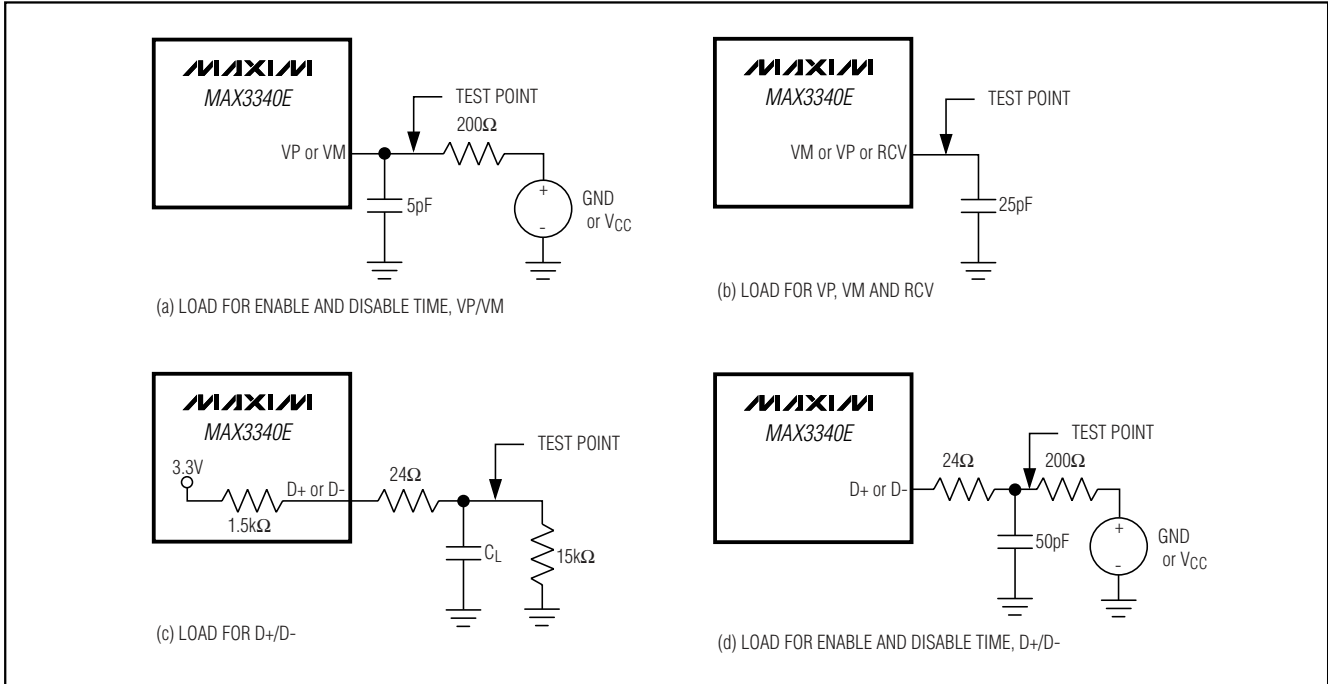 MAXIM
MAX3340E
TEST POINT
200Ω
VP or VM
5pF
+
-
GND
or VCC
(a) LOAD FOR ENABLE AND DISABLE TIME, VP/VM
MAXIM
MAX3340E
TEST POINT
VM or VP or RCV
25pF
(b) LOAD FOR VP, VM AND RCV
MAXIM
MAX3340E
3.3V
1.5kΩ
D+ or D-
24Ω
TEST POINT
CL
15kΩ
(c) LOAD FOR D+/D-
MAXIM
MAX3340E
TEST POINT
24Ω
200Ω
D+ or D-
50pF
+
-
GND
or VCC
(d) LOAD FOR ENABLE AND DISABLE TIME, D+/D-